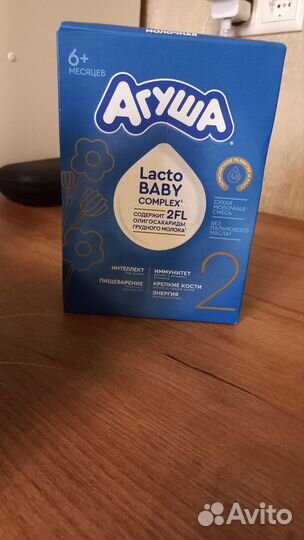 МОЛОЧНАЯ
6+
МЕСЯЦЕВ
АГУША
Lacto
BABY
COMPLEX
СОДЕРЖИТ 2FL
ОЛИГОСАХАРИДЫ
ГРУДНОГО МОЛОКА
СУХАЯ
МОЛОЧНАЯ
СМЕСЬ
БЕЗ
ПАЛЬМОВОГО
МАСЛА
ИНТЕЛЛЕКТ
ИММУНИТЕТ
ПИЩЕВАРЕНИЕ
КРЕПКИЕ КОСТИ
ЭНЕРГИЯ
2
Avito